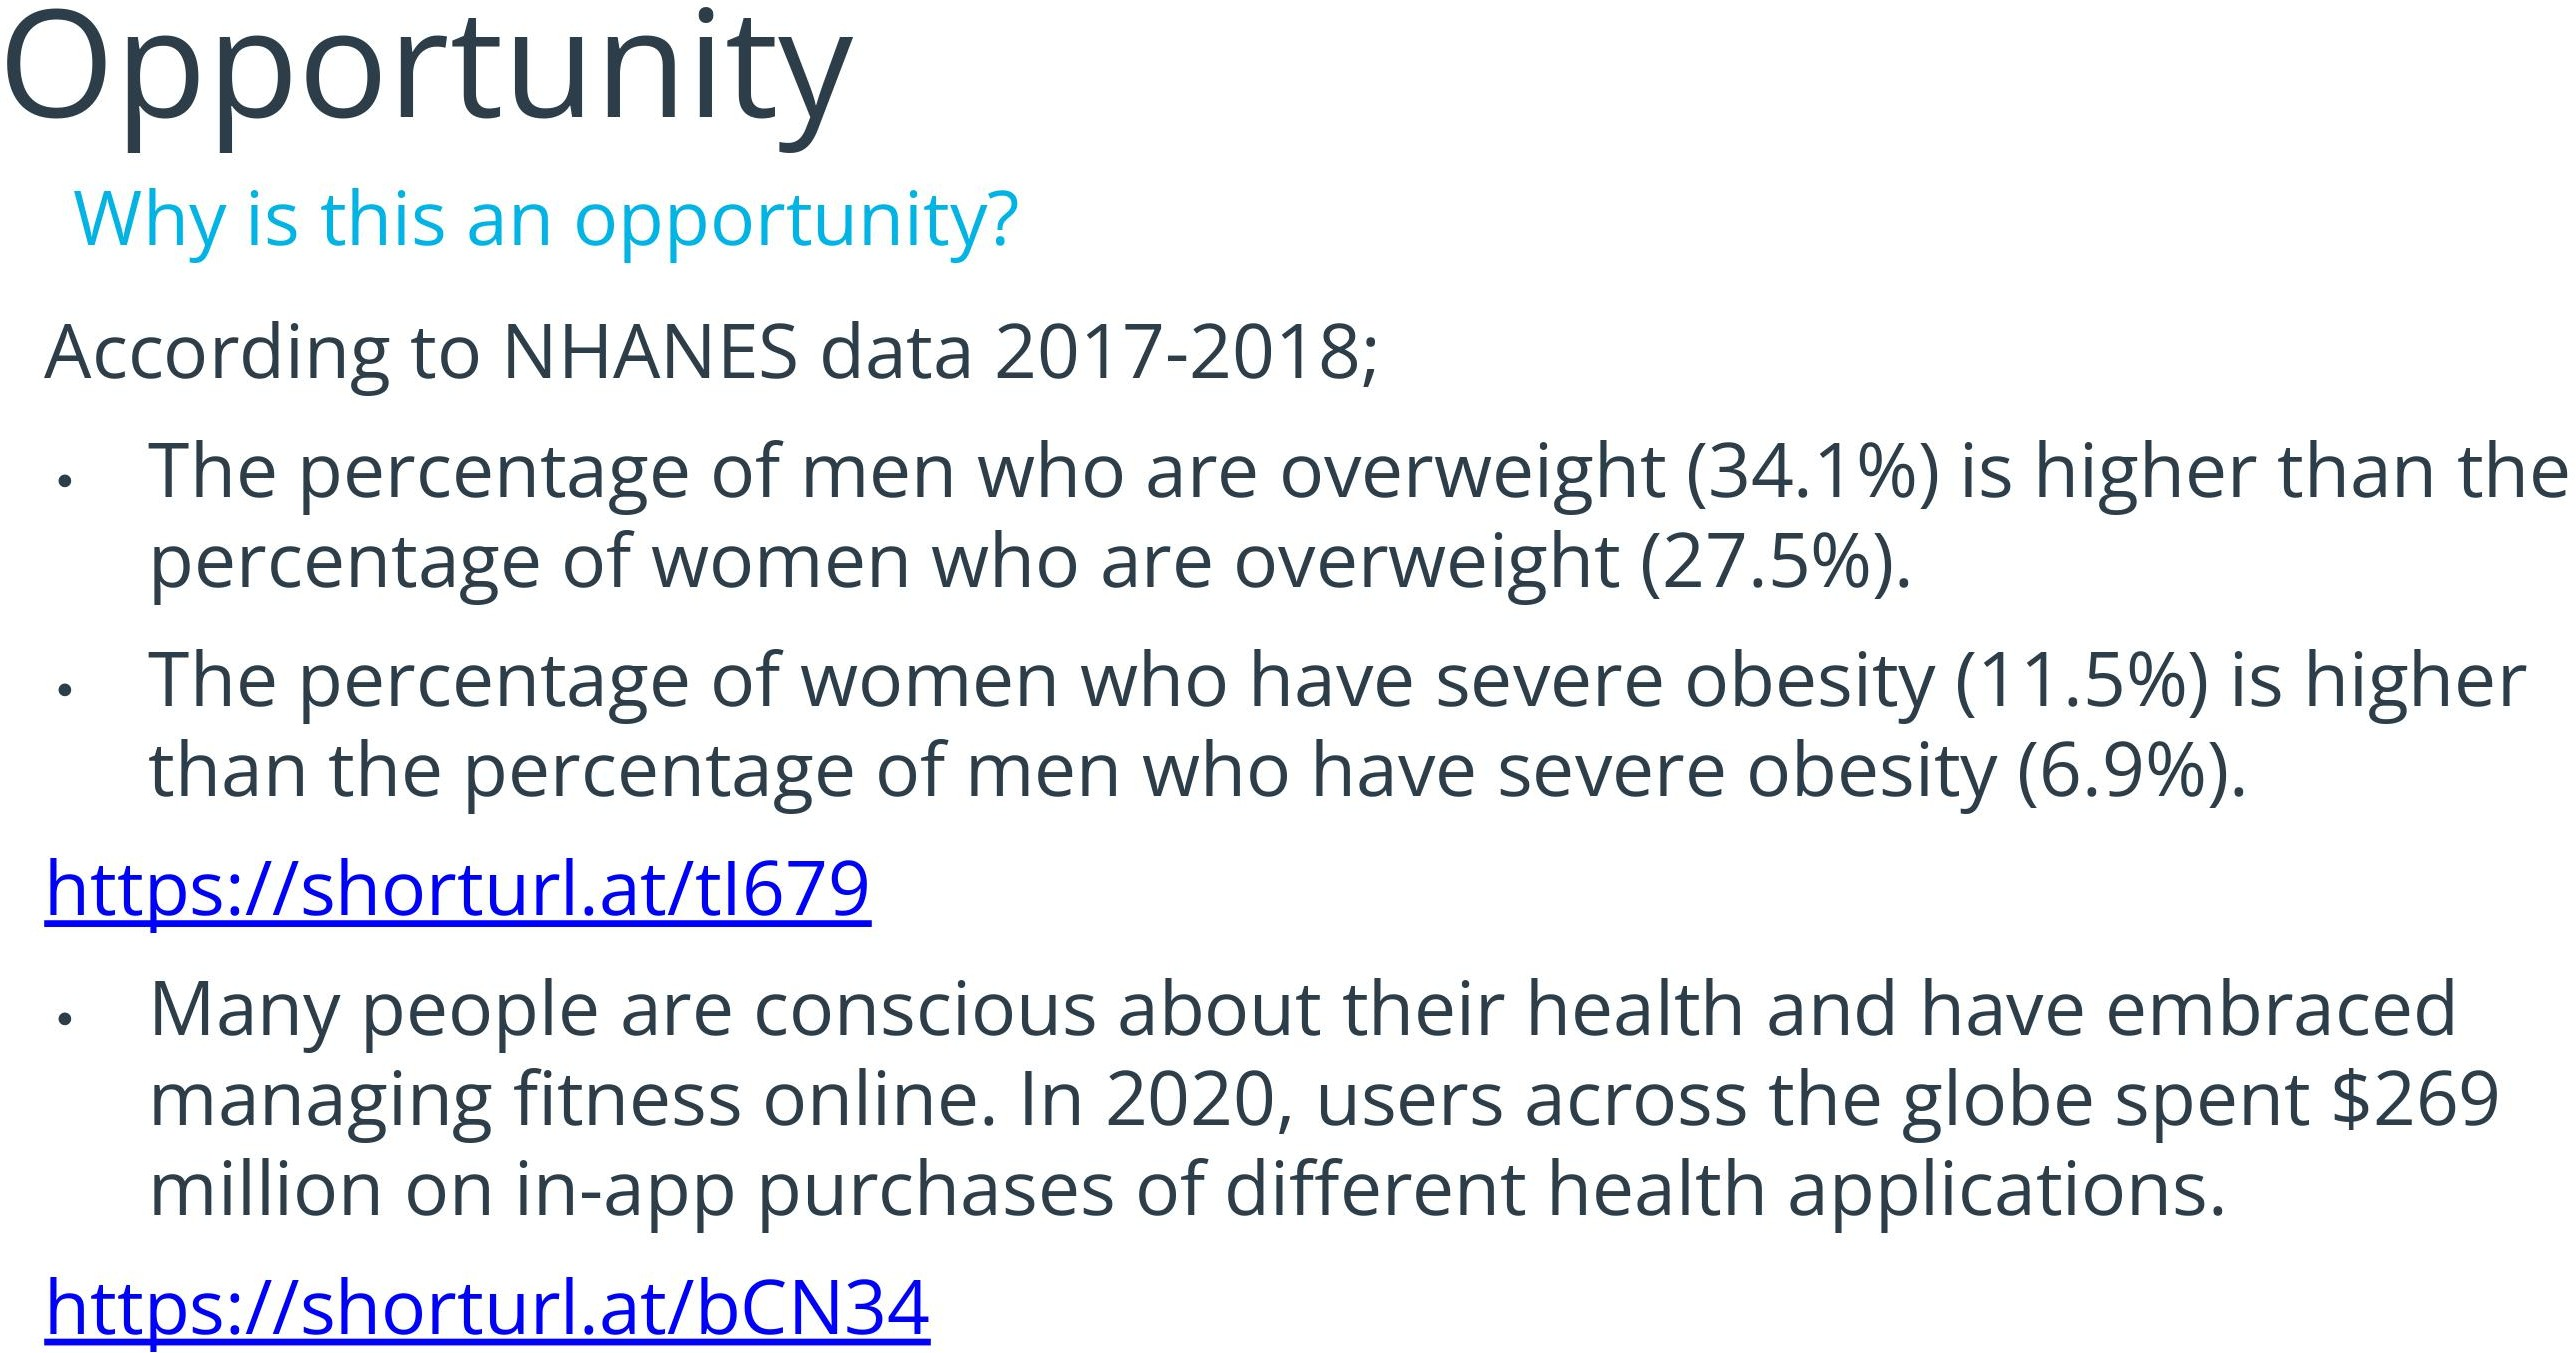 Opportunity
Why is this an opportunity?
According to NHANES data 2017-2018;
• The percentage of men who are overweight (34.1%) is higher than the
percentage of women who are overweight (27.5%).
• The percentage of women who have severe obesity (11.5%) is higher
than the percentage of men who have severe obesity (6.9%).
https://shorturl.at/tI679
• Many people are conscious about their health and have embraced
managing fitness online. In 2020, users across the globe spent $269
million on in-app purchases of different health applications.
https://shorturl.at/bCN34